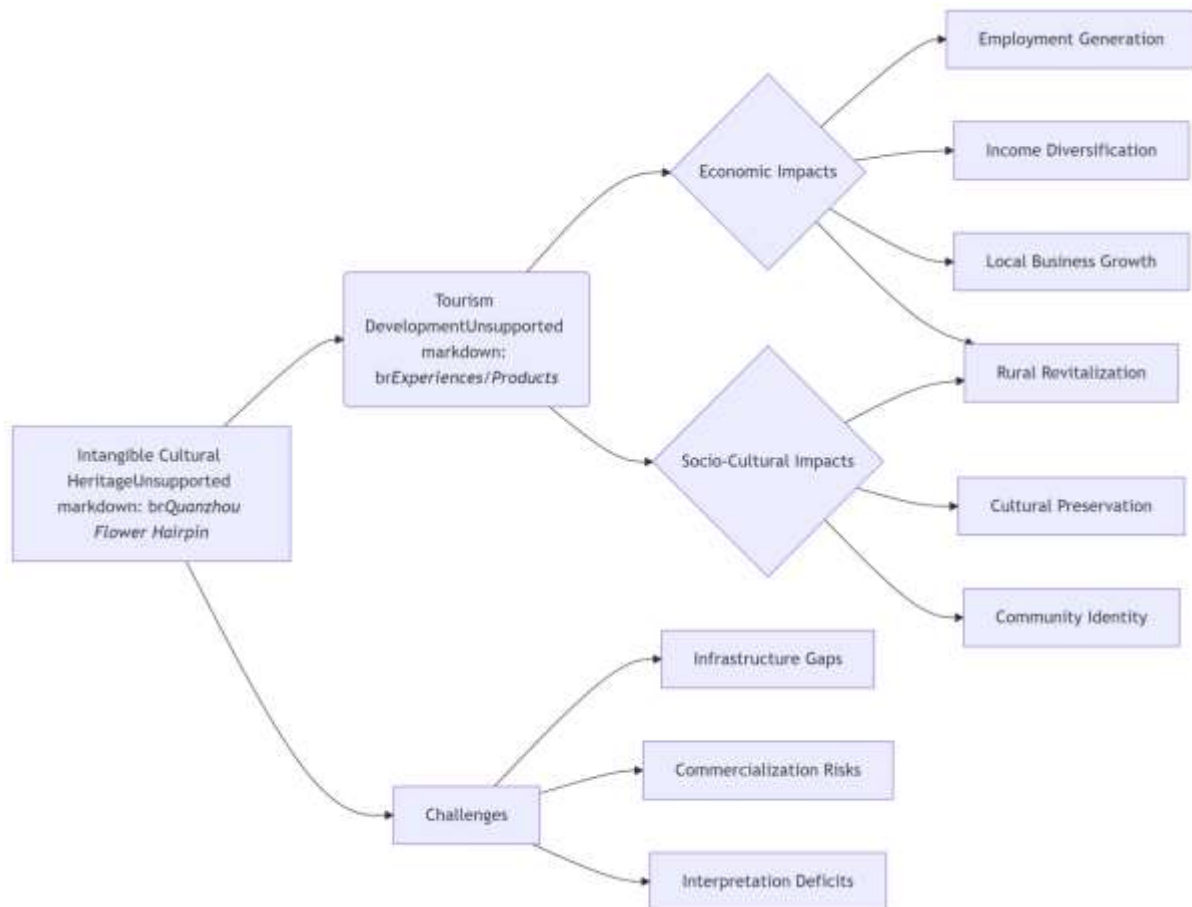 Intangible Cultural
HeritageUnsupported
markdown: brQuanzhou
Flower Hairpin
Tourism
DevelopmentUnsupported
markdown:
brExperiences/Products
Economic Impacts
Employment Generation
Income Diversification
Local Business Growth
Rural Revitalization
Socio-Cultural Impacts
Cultural Preservation
Community Identity
Challenges
Infrastructure Gaps
Commercialization Risks
Interpretation Deficits